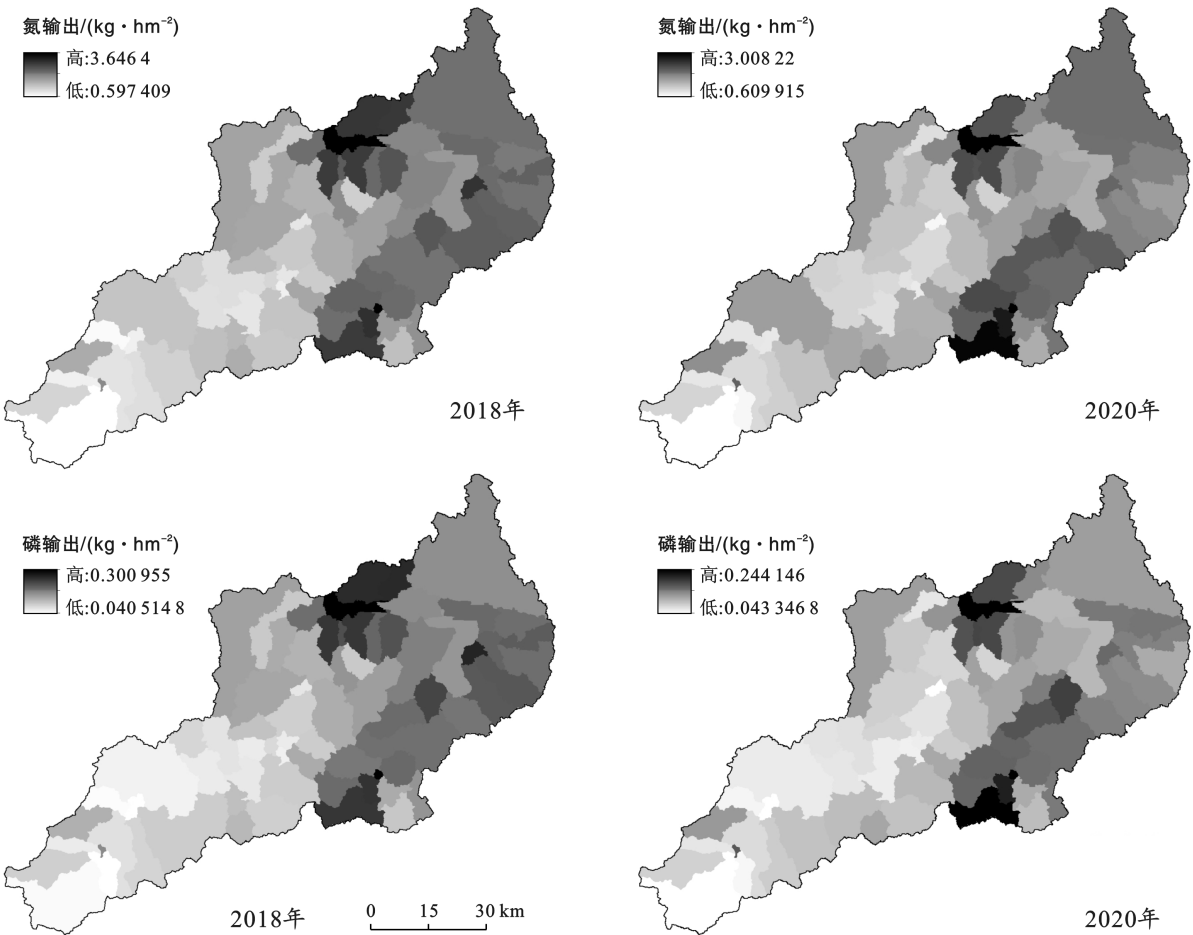 氮输出/(kg·hm⁻²)
高:3.646 4
低:0.597 409
2018年
氮输出/(kg·hm⁻²)
高:3.008 22
低:0.609 915
2020年
磷输出/(kg·hm⁻²)
高:0.300 955
低:0.040 514 8
2018年
0 15 30 km
磷输出/(kg·hm⁻²)
高:0.244 146
低:0.043 346 8
2020年